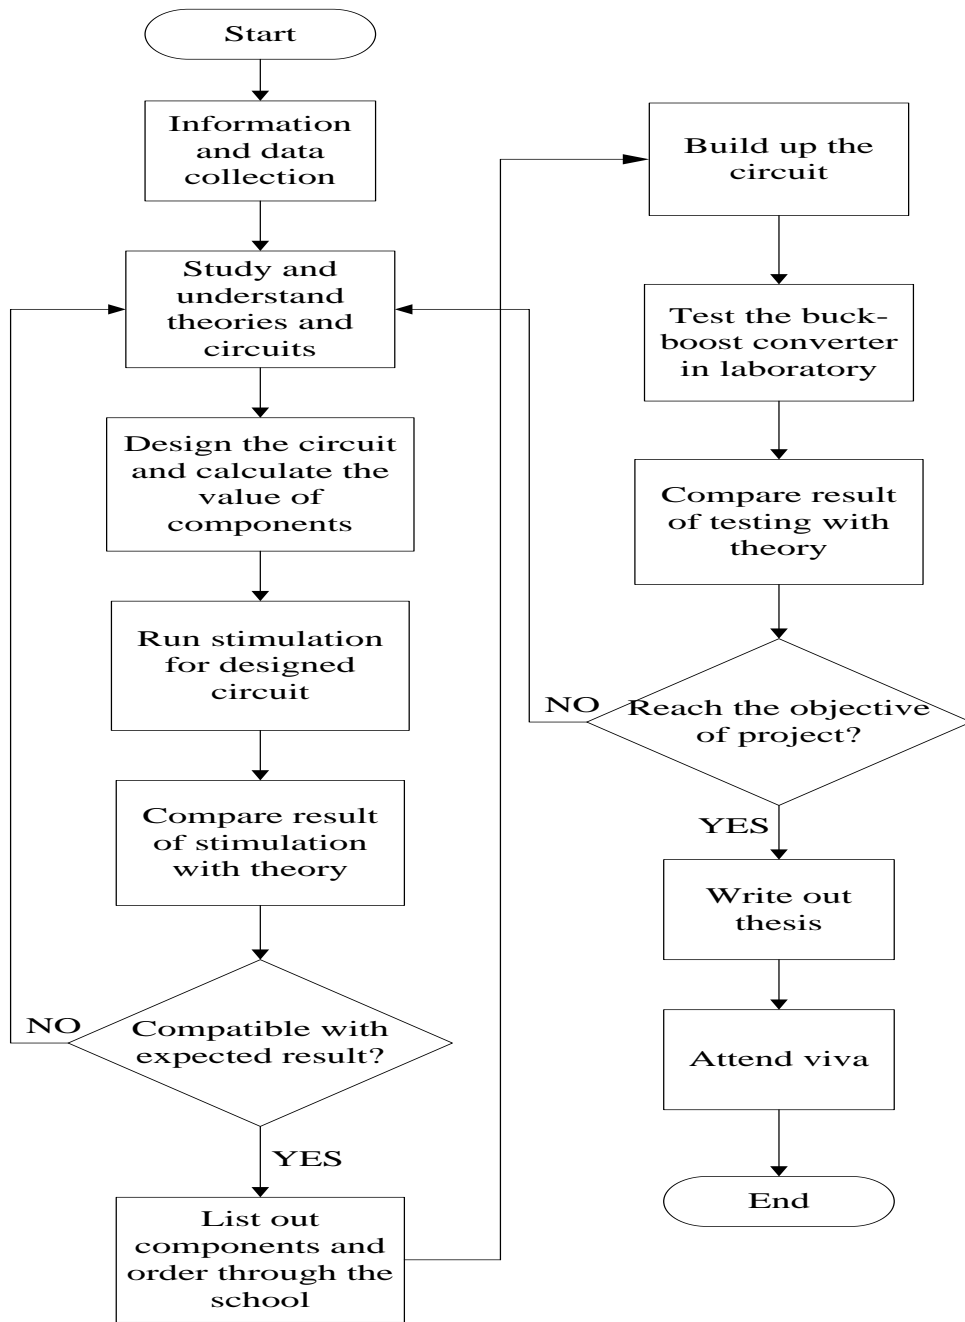 Start
Information
and data
collection
Study and
understand
theories and
circuits
Design the circuit
and calculate the
value of
components
Run stimulation
for designed
circuit
Compare result
of stimulation
with theory
NO
Compatible with
expected result?
YES
List out
components and
order through the
school
Build up the
circuit
Test the buck-
boost converter
in laboratory
Compare result
of testing with
theory
NO
Reach the objective
of project?
YES
Write out
thesis
Attend viva
End